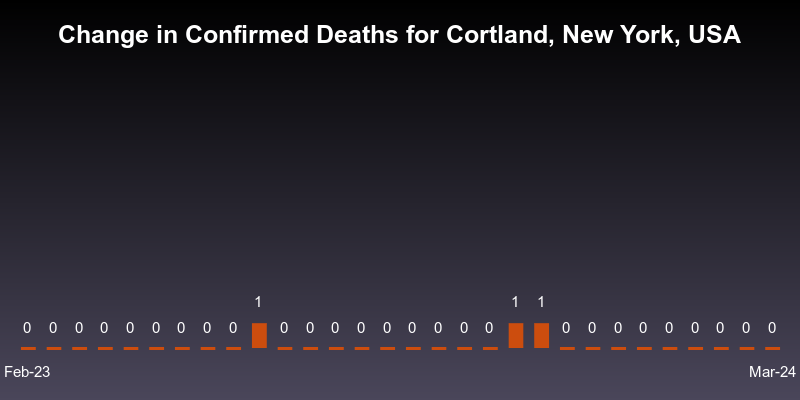 Change in Confirmed Deaths for Cortland, New York, USA
1 1 1
0 0 0 0 0 0 0 0 0 0 0 0 0 0 0 0 0 0 0 0 0 0 0 0 0 0 0
Feb-23 Mar-24